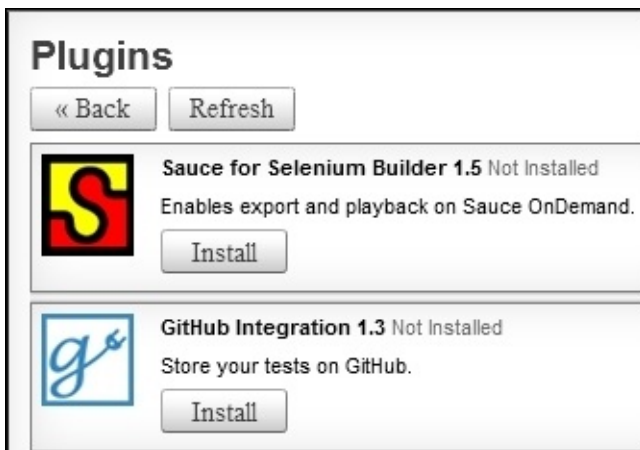 Plugins
« Back Refresh
Sauce for Selenium Builder 1.5 Not Installed
Enables export and playback on Sauce OnDemand.
Install
GitHub Integration 1.3 Not Installed
Store your tests on GitHub.
Install